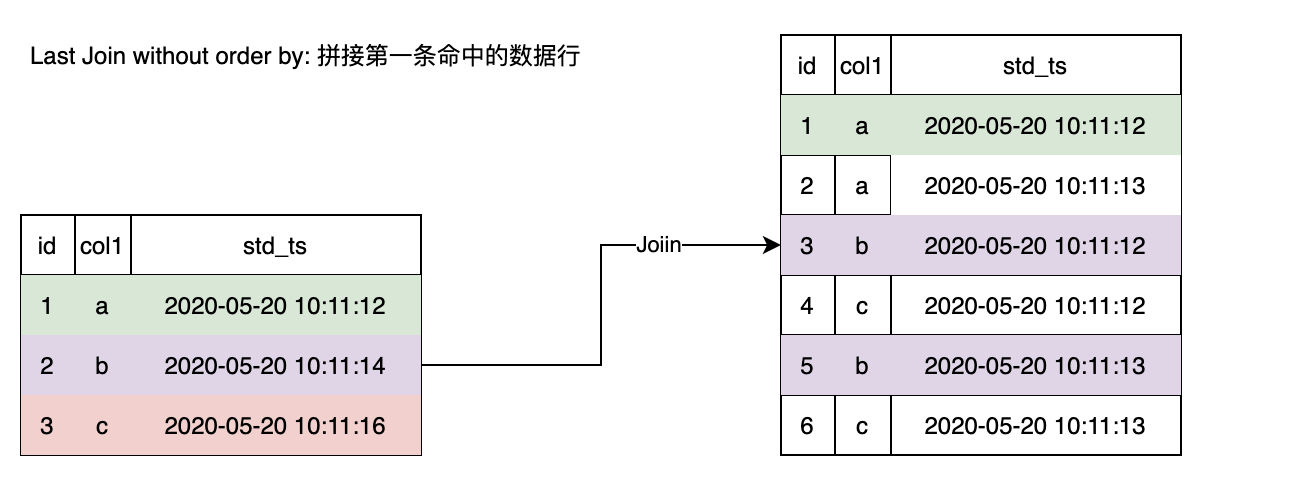 Last Join without order by: 拼接第一条命中的数据行
id col1 std_ts
1 a 2020-05-20 10:11:12
2 b 2020-05-20 10:11:14
3 c 2020-05-20 10:11:16
Joiin
id col1 std_ts
1 a 2020-05-20 10:11:12
2 a 2020-05-20 10:11:13
3 b 2020-05-20 10:11:12
4 c 2020-05-20 10:11:12
5 b 2020-05-20 10:11:13
6 c 2020-05-20 10:11:13